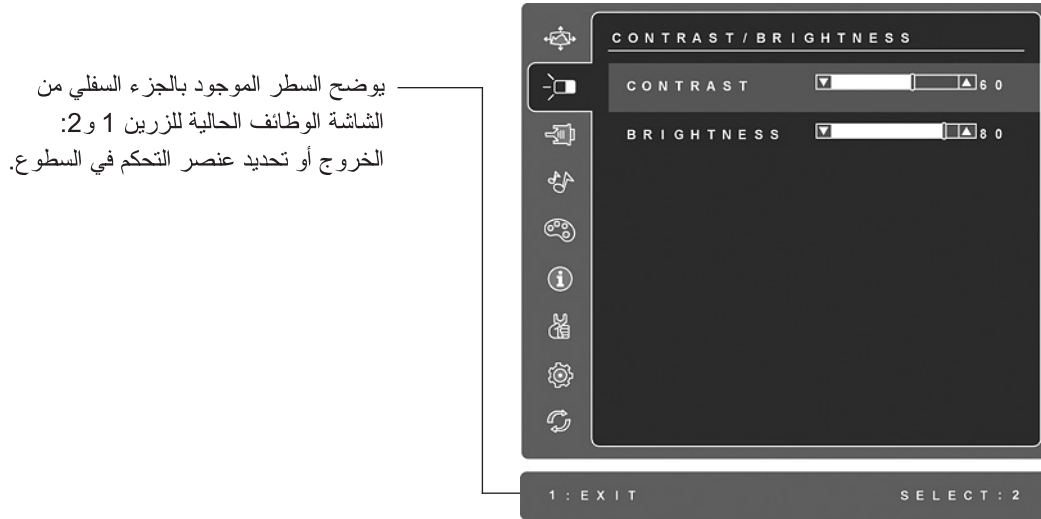 CONTRAST/BRIGHTNESS
CONTRAST 60
BRIGHTNESS 80
يوضح السطر الموجود بالجزء السفلي من
الشاشة الوظائف الحالية للزرين 1 و2:
الخروج أو تحديد عنصر التحكم في السطوع.
1:EXIT SELECT:2